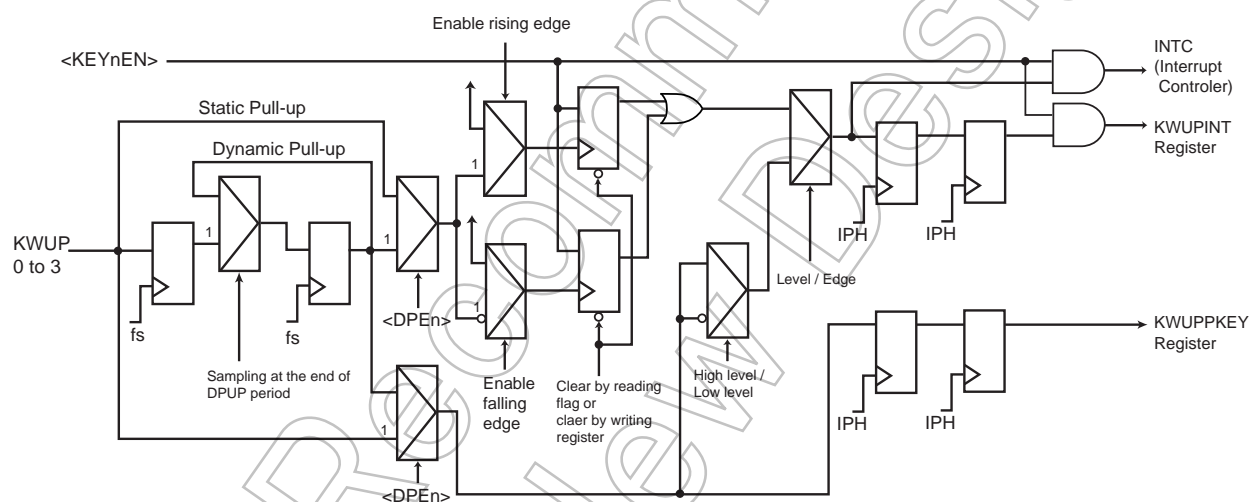 Enable rising edge
<KEYnEN>
INTC
(Interrupt
Controler)
Static Pull-up
KWUPINT
Register
Dynamic Pull-up
1
KWUP
0 to 3
1
1
IPH
IPH
fs
fs
<DPEn>
1
Level / Edge
KWUPPKEY
Register
Sampling at the end of
DPUP period
Enable
falling
edge
Clear by reading
flag or
claer by writing
register
High level /
Low level
1
IPH
IPH
<DPEn>
Recomm
New Desi